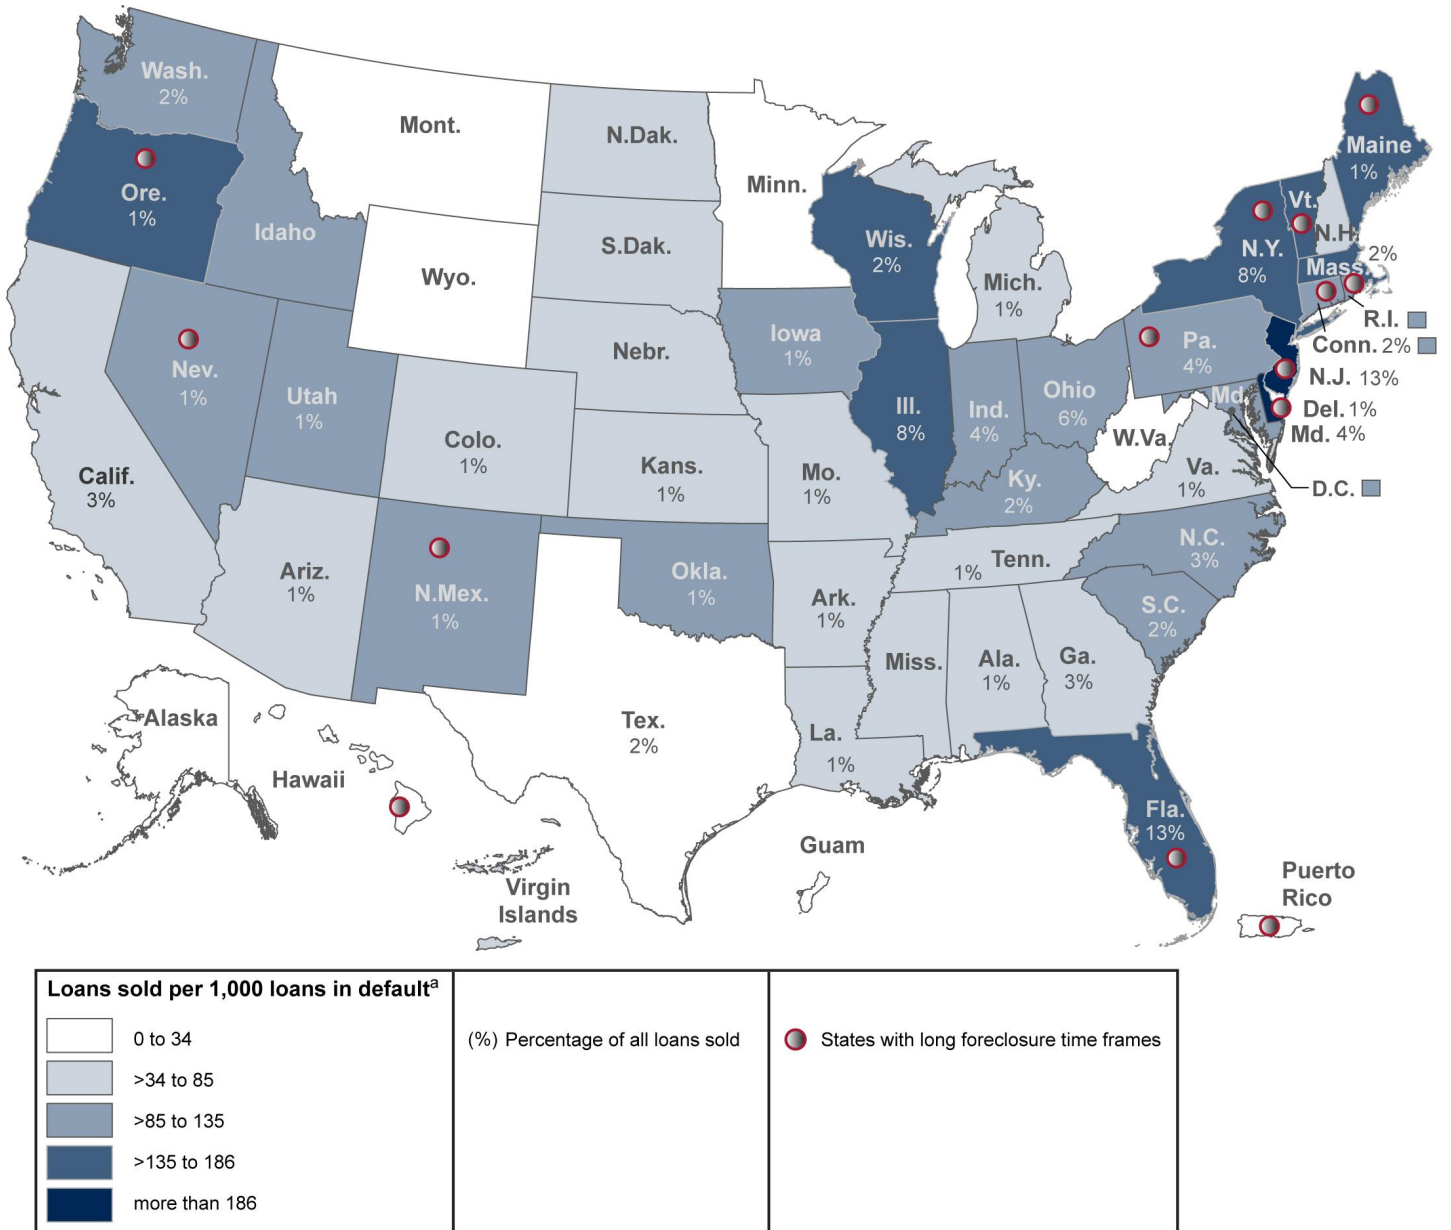 Wash.
2%
Mont.
N.Dak.
Minn.
Maine
1%
Ore.
1%
Idaho
Wyo.
S.Dak.
Wis.
2%
Mich.
1%
Vt.
N.H.
2%
N.Y.
8%
Mass.
R.I.
Conn. 2%
N.J. 13%
Del. 1%
Md. 4%
D.C.
Nev.
1%
Utah
1%
Nebr.
Iowa
1%
Ill.
8%
Ind.
4%
Ohio
6%
Pa.
4%
Md.
W.Va.
Va.
1%
Calif.
3%
Colo.
1%
Kans.
1%
Mo.
1%
Ky.
2%
N.C.
3%
Ariz.
1%
N.Mex.
1%
Okla.
1%
Ark.
1%
1% Tenn.
S.C.
2%
Miss.
Ala.
1%
Ga.
3%
Alaska
Hawaii
Tex.
2%
La.
1%
Fla.
13%
Virgin
Islands
Guam
Puerto
Rico
Loans sold per 1,000 loans in defaultª
0 to 34
>34 to 85
>85 to 135
>135 to 186
more than 186
(%) Percentage of all loans sold
States with long foreclosure time frames